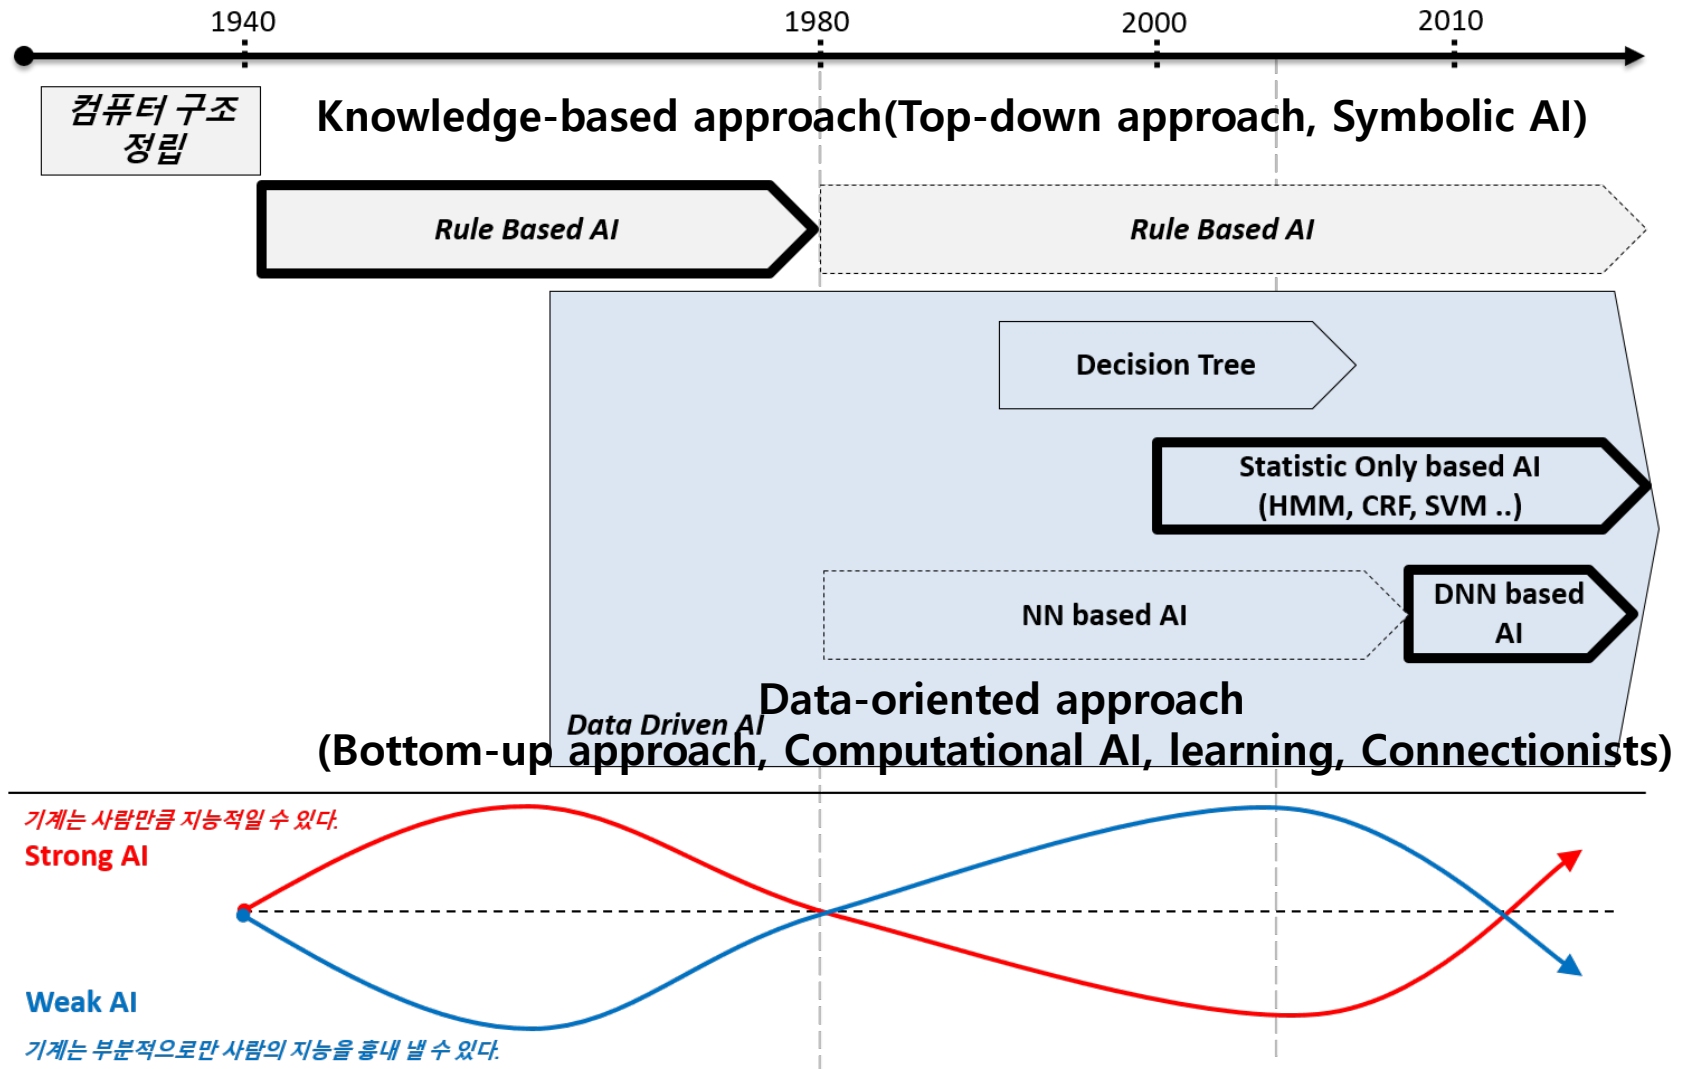 1940 1980 2000 2010
컴퓨터 구조
정립
Knowledge-based approach(Top-down approach, Symbolic AI)
Rule Based AI
Rule Based AI
Decision Tree
Statistic Only based AI
(HMM, CRF, SVM ..)
NN based AI
DNN based
AI
Data-oriented approach
Data Driven AI
(Bottom-up approach, Computational AI, learning, Connectionists)
기계는 사람만큼 지능적일 수 있다.
Strong AI
Weak AI
기계는 부분적으로만 사람의 지능을 흉내 낼 수 있다.